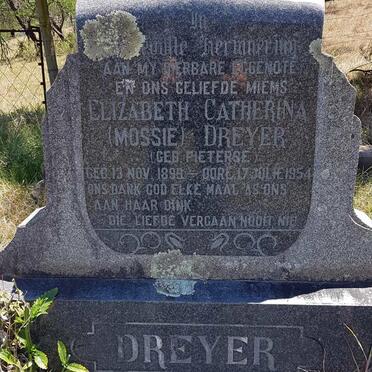 In
Herinnering
AAN MY DIERBARE EGGENOTE
EN ONS GELIEFDE MIEMS
ELIZABETH CATHERINA
(MOSSIE) DREYER
(GEB. PIETERSE)
GEB. 13 NOV. 1899 - OORL. 17 JULIE 1954
ONS DANK GOD ELKE MAAL AS ONS
AAN HAAR DINK
DIE LIEFDE VERGAAN NOOIT NIE
DREYER